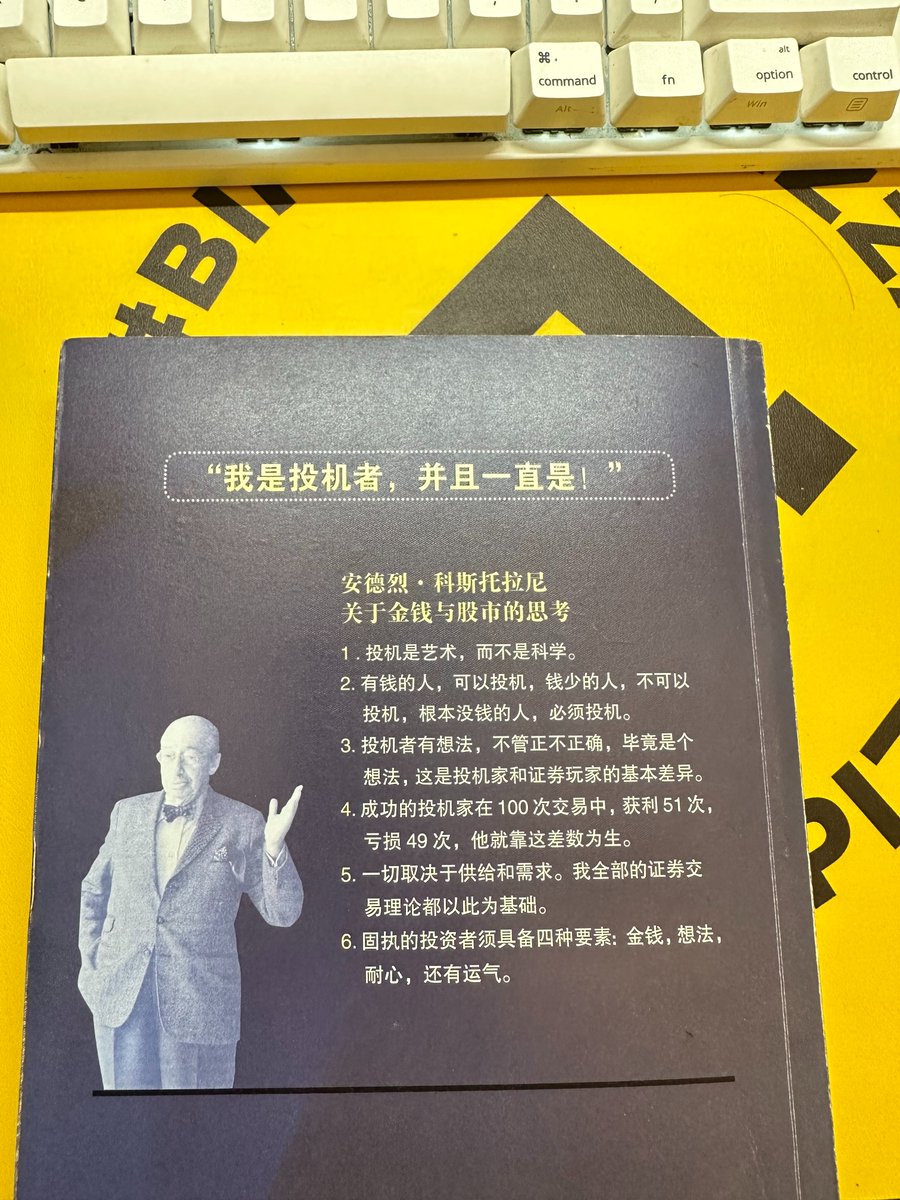 ⌘
command
Alt
fn
alt
option
Win
control
#BIN
“我是投机者，并且一直是！”
安德烈·科斯托拉尼
关于金钱与股市的思考
1．投机是艺术，而不是科学。
2. 有钱的人，可以投机，钱少的人，不可以
投机，根本没钱的人，必须投机。
3. 投机者有想法，不管正不正确，毕竟是个
想法，这是投机家和证券玩家的基本差异。
4. 成功的投机家在 100 次交易中，获利 51 次，
亏损 49 次，他就靠这差数为生。
5. 一切取决于供给和需求。我全部的证券交
易理论都以此为基础。
6. 固执的投资者须具备四种要素：金钱，想法，
耐心，还有运气。